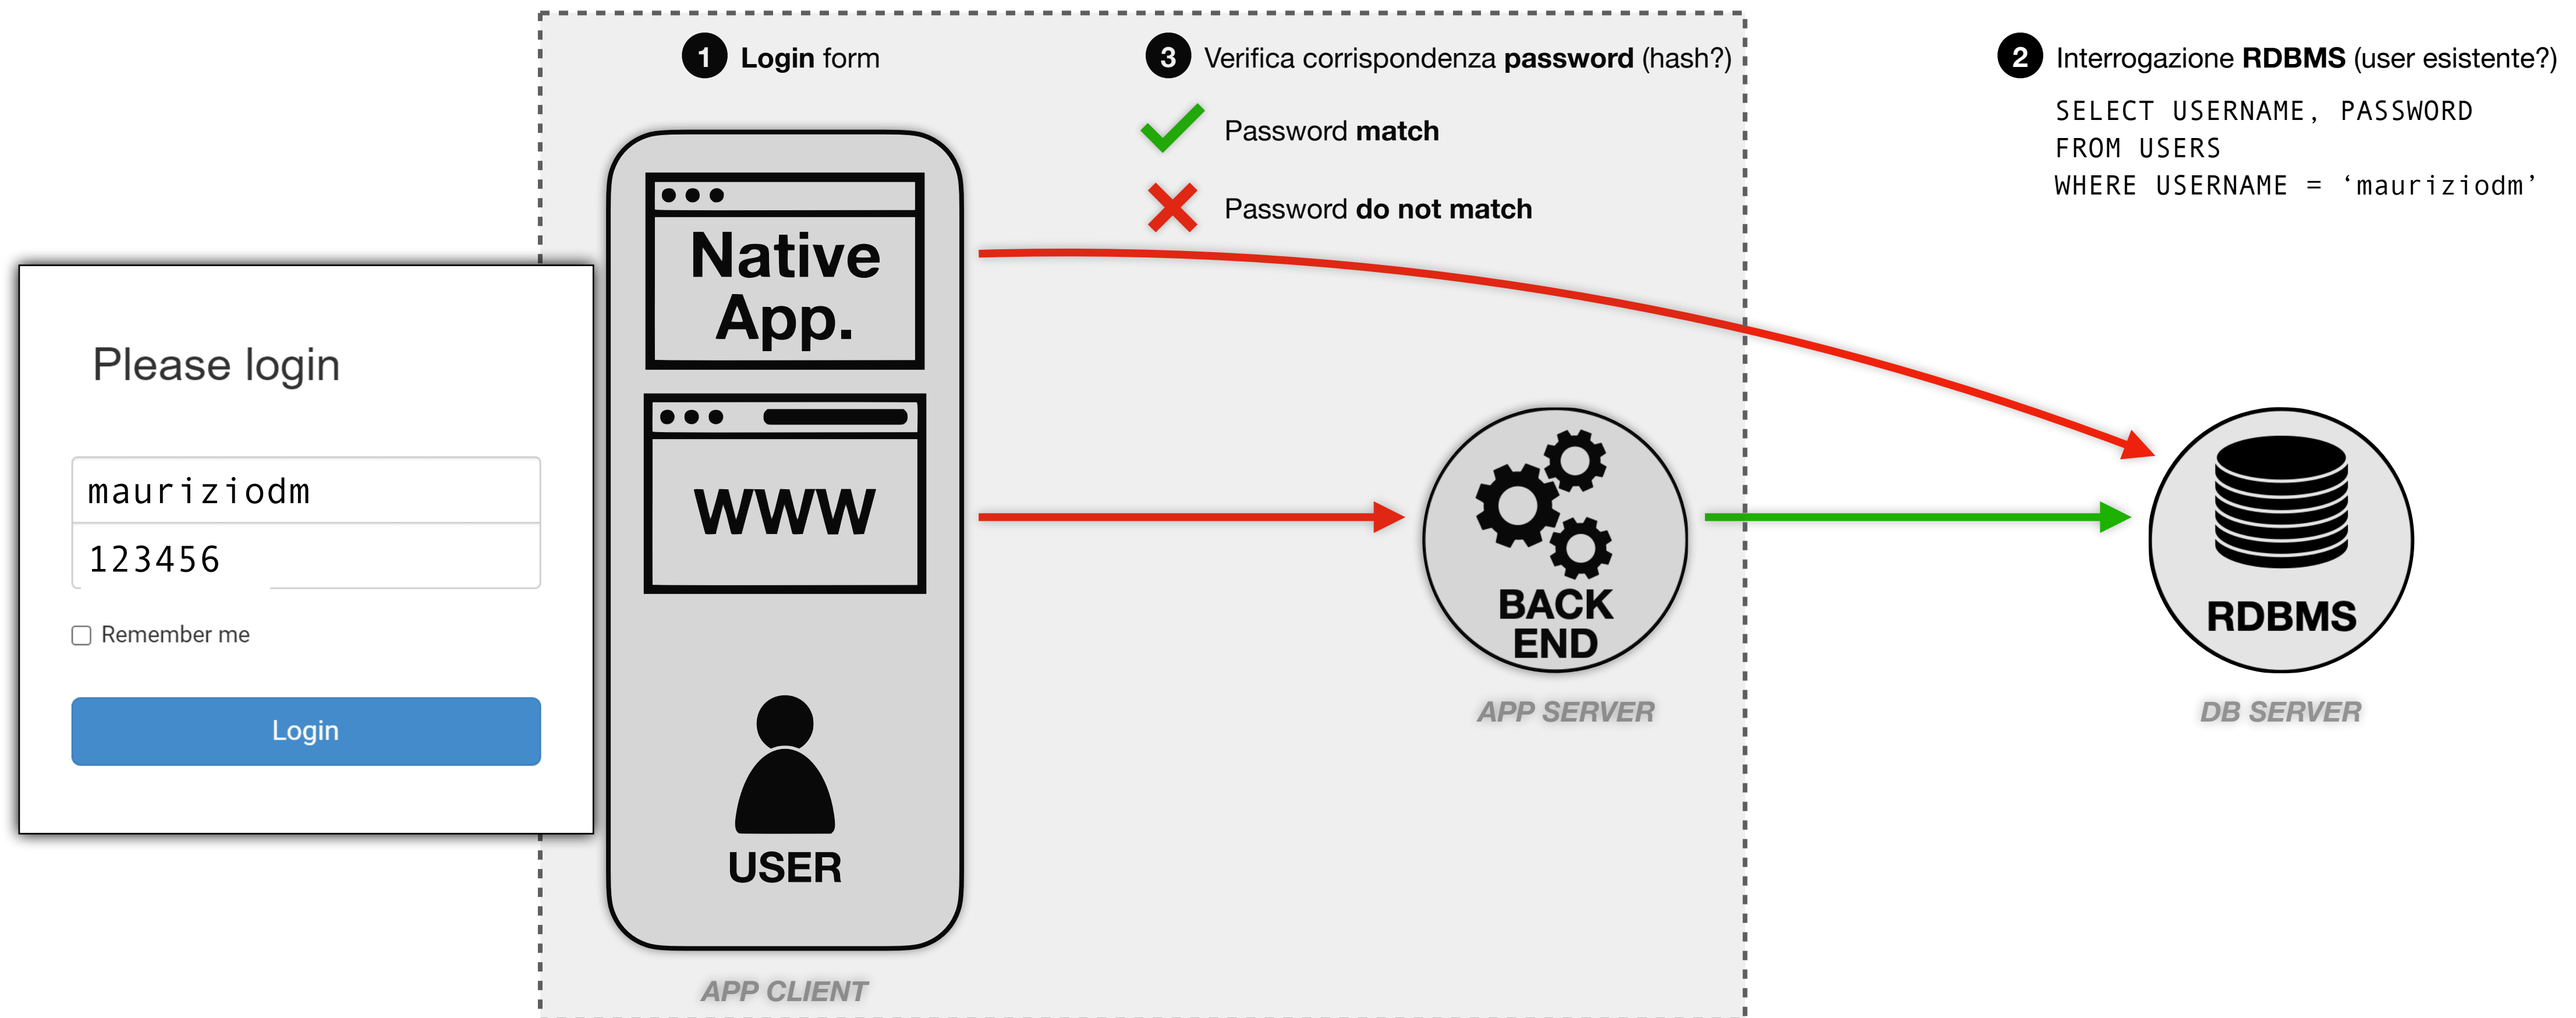 1 Login form
3 Verifica corrispondenza password (hash?)
Password match
Password do not match
2 Interrogazione RDBMS (user esistente?)
SELECT USERNAME, PASSWORD
FROM USERS
WHERE USERNAME = ‘mauriziodm’
Please login
mauriziodm
123456
Remember me
Login
Native
App.
WWW
USER
APP CLIENT
BACK
END
APP SERVER
RDBMS
DB SERVER